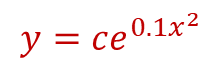 y = ce^{0.1x^2}